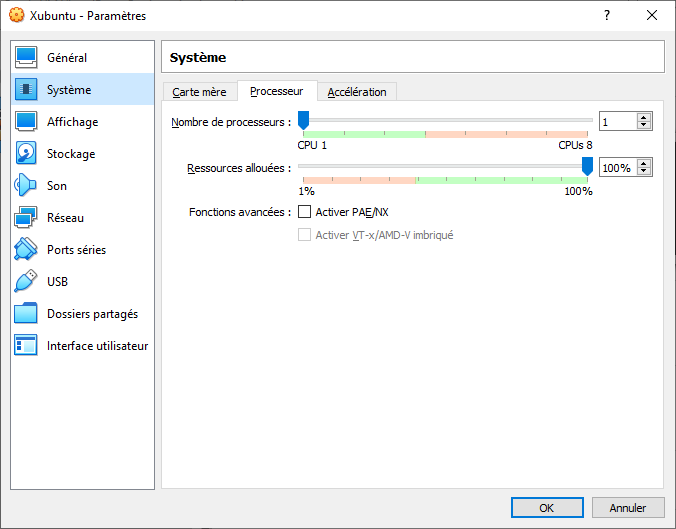 Xubuntu - Paramètres
?
Général
Système
Affichage
Stockage
Son
Réseau
Ports séries
USB
Dossiers partagés
Interface utilisateur
Système
Carte mère
Processeur
Accélération
Nombre de processeurs :
1
CPU 1
CPUs 8
Ressources allouées :
100%
1%
100%
Fonctions avancées :
Activer PAE/NX
Activer VT-x/AMD-V imbriqué
OK
Annuler